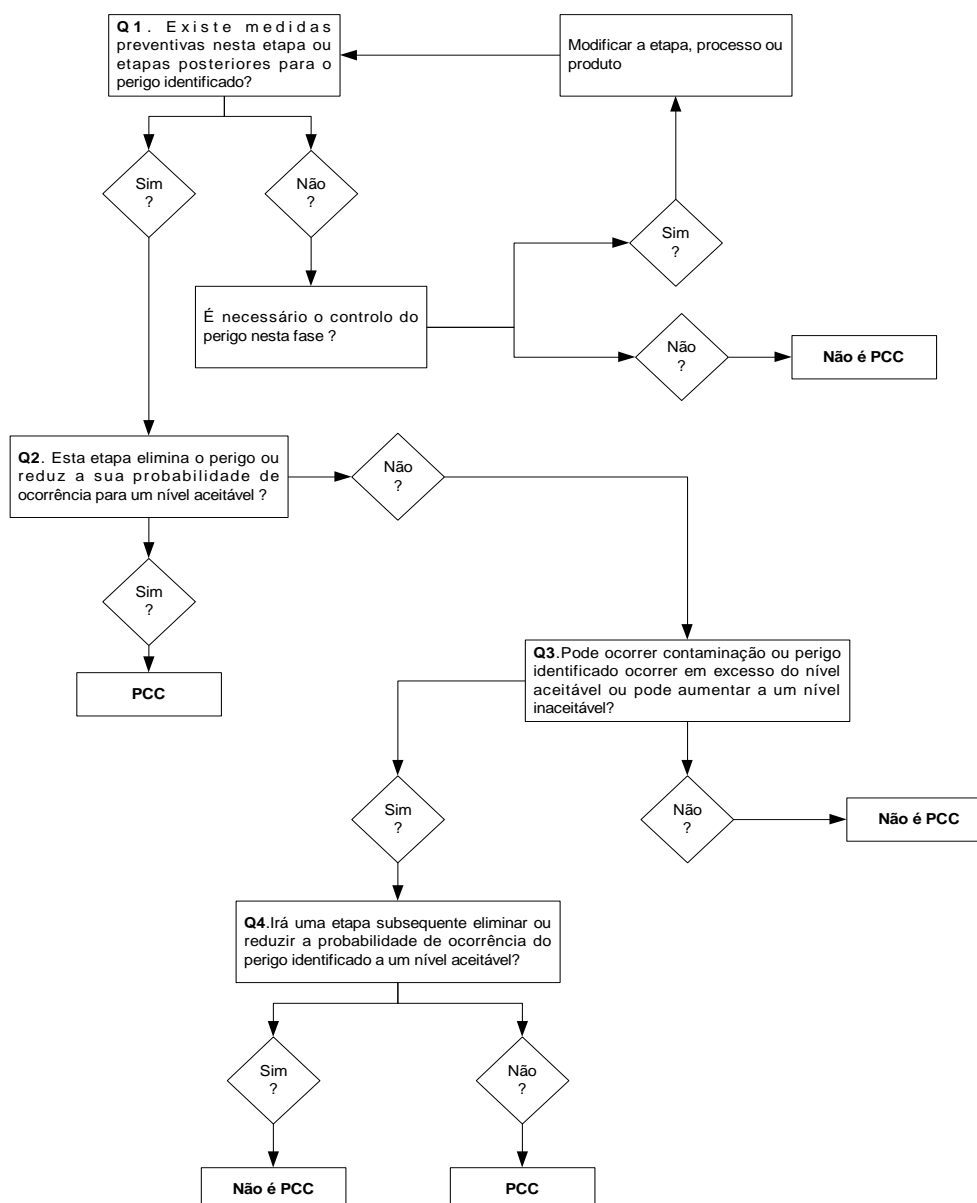 Q1. Existe medidas
preventivas nesta etapa ou
etapas posteriores para o
perigo identificado?
Modificar a etapa, processo ou
produto
Sim
?
Não
?
Sim
?
É necessário o controlo do
perigo nesta fase ?
Não
?
Não é PCC
Q2. Esta etapa elimina o perigo ou
reduz a sua probabilidade de
ocorrência para um nível aceitável ?
Não
?
Sim
?
PCC
Q3.Pode ocorrer contaminação ou perigo
identificado ocorrer em excesso do nível
aceitável ou pode aumentar a um nível
inaceitável?
Sim
?
Não
?
Não é PCC
Q4.Irá uma etapa subsequente eliminar ou
reduzir a probabilidade de ocorrência do
perigo identificado a um nível aceitável?
Sim
?
Não
?
Não é PCC
PCC